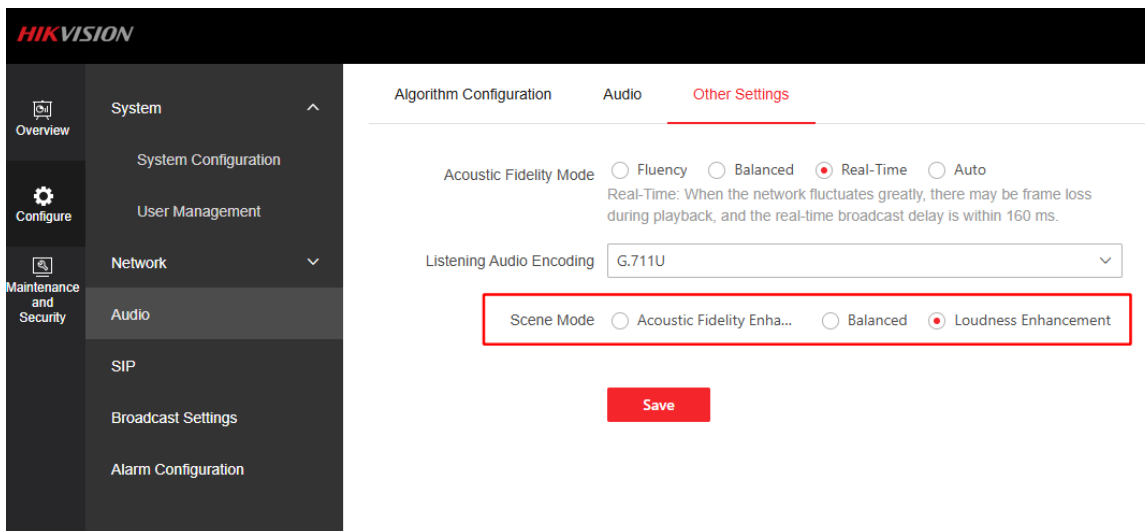 HIKVISION
Overview
Configure
Maintenance
and
Security
System
System Configuration
User Management
Network
Audio
SIP
Broadcast Settings
Alarm Configuration
Algorithm Configuration Audio Other Settings
Acoustic Fidelity Mode Fluency Balanced Real-Time Auto
Real-Time: When the network fluctuates greatly, there may be frame loss
during playback, and the real-time broadcast delay is within 160 ms.
Listening Audio Encoding G.711U
Scene Mode Acoustic Fidelity Enha... Balanced Loudness Enhancement
Save